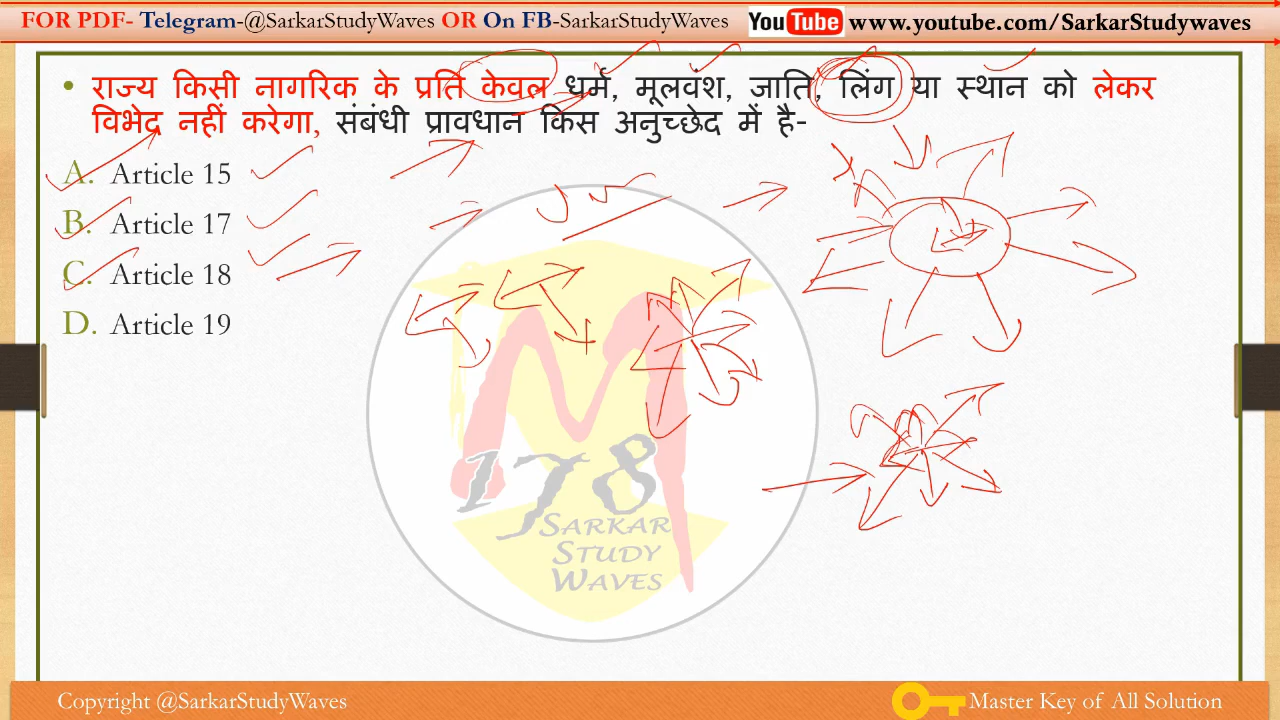 FOR PDF- Telegram-@SarkarStudyWaves OR On FB-SarkarStudyWaves YouTube www.youtube.com/SarkarStudywaves
• राज्य किसी नागरिक के प्रति केवल धर्म, मूलवंश, जाति, लिंग या स्थान को लेकर
विभेद नहीं करेगा, संबंधी प्रावधान किस अनुच्छेद में है-
A. Article 15
B. Article 17
C. Article 18
D. Article 19
178
SARKAR
STUDY
WAVES
Copyright @SarkarStudyWaves
Master Key of All Solution